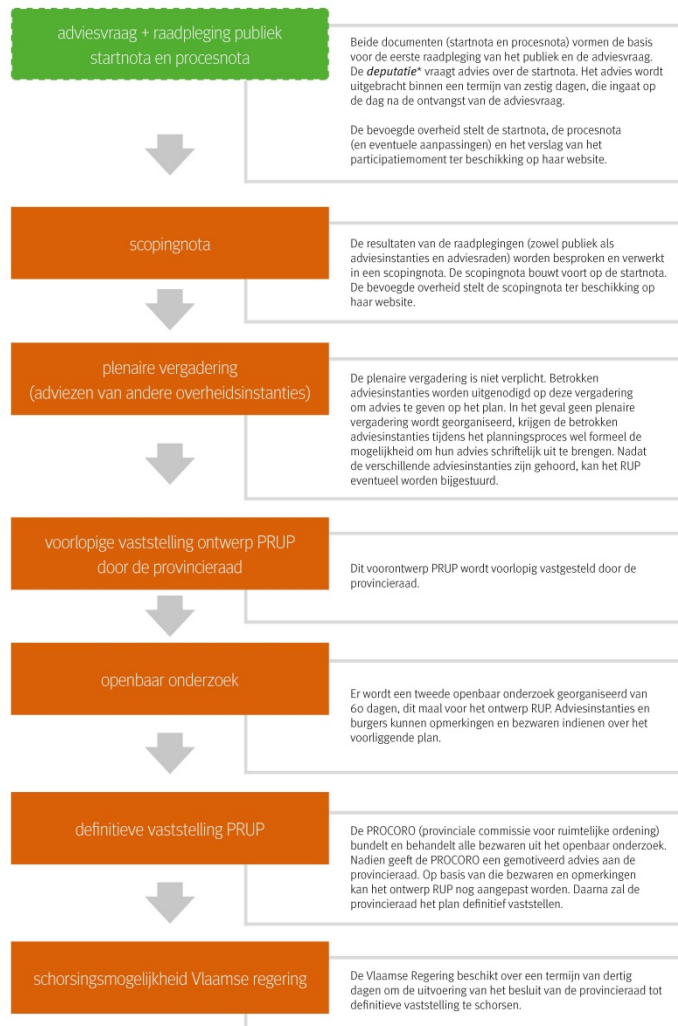 adviesvraag + raadpleging publiek
startnota en procesnota
Beide documenten (startnota en procesnota) vormen de basis
voor de eerste raadpleging van het publiek en de adviesvraag.
De deputatie* vraagt advies over de startnota. Het advies wordt
uitgebracht binnen een termijn van zestig dagen, die ingaat op
de dag na de ontvangst van de adviesvraag.
De bevoegde overheid stelt de startnota, de procesnota
(en eventuele aanpassingen) en het verslag van het
participatiemoment ter beschikking op haar website.
scopingnota
De resultaten van de raadplegingen (zowel publiek als
adviesinstanties en adviesraden) worden besproken en verwerkt
in een scopingnota. De scopingnota bouwt voort op de startnota.
De bevoegde overheid stelt de scopingnota ter beschikking op
haar website.
plenaire vergadering
(adviezen van andere overheidsinstanties)
De plenaire vergadering is niet verplicht. Betrokken
adviesinstanties worden uitgenodigd op deze vergadering
om advies te geven op het plan. In het geval geen plenaire
vergadering wordt georganiseerd, krijgen de betrokken
adviesinstanties tijdens het planningsproces wel formeel de
mogelijkheid om hun advies schriftelijk uit te brengen. Nadat
de verschillende adviesinstanties zijn gehoord, kan het RUP
eventueel worden bijgestuurd.
voorlopige vaststelling ontwerp PRUP
door de provincieraad
Dit voorontwerp PRUP wordt voorlopig vastgesteld door de
provincieraad.
openbaar onderzoek
Er wordt een tweede openbaar onderzoek georganiseerd van
60 dagen, dit maal voor het ontwerp RUP. Adviesinstanties en
burgers kunnen opmerkingen en bezwaren indienen over het
voorliggende plan.
definitieve vaststelling PRUP
De PROCORO (provinciale commissie voor ruimtelijke ordening)
bundelt en behandelt alle bezwaren uit het openbaar onderzoek.
Nadien geeft de PROCORO een gemotiveerd advies aan de
provincieraad. Op basis van die bezwaren en opmerkingen
kan het ontwerp RUP nog aangepast worden. Daarna zal de
provincieraad het plan definitief vaststellen.
schorsingsmogelijkheid Vlaamse regering
De Vlaamse Regering beschikt over een termijn van dertig
dagen om de uitvoering van het besluit van de provincieraad tot
definitieve vaststelling te schorsen.